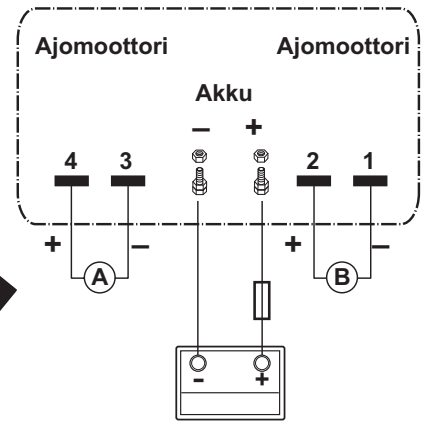 Ajomoottori Ajomoottori
Akku
– +
4 3 2 1
+ – + –
A B
- +